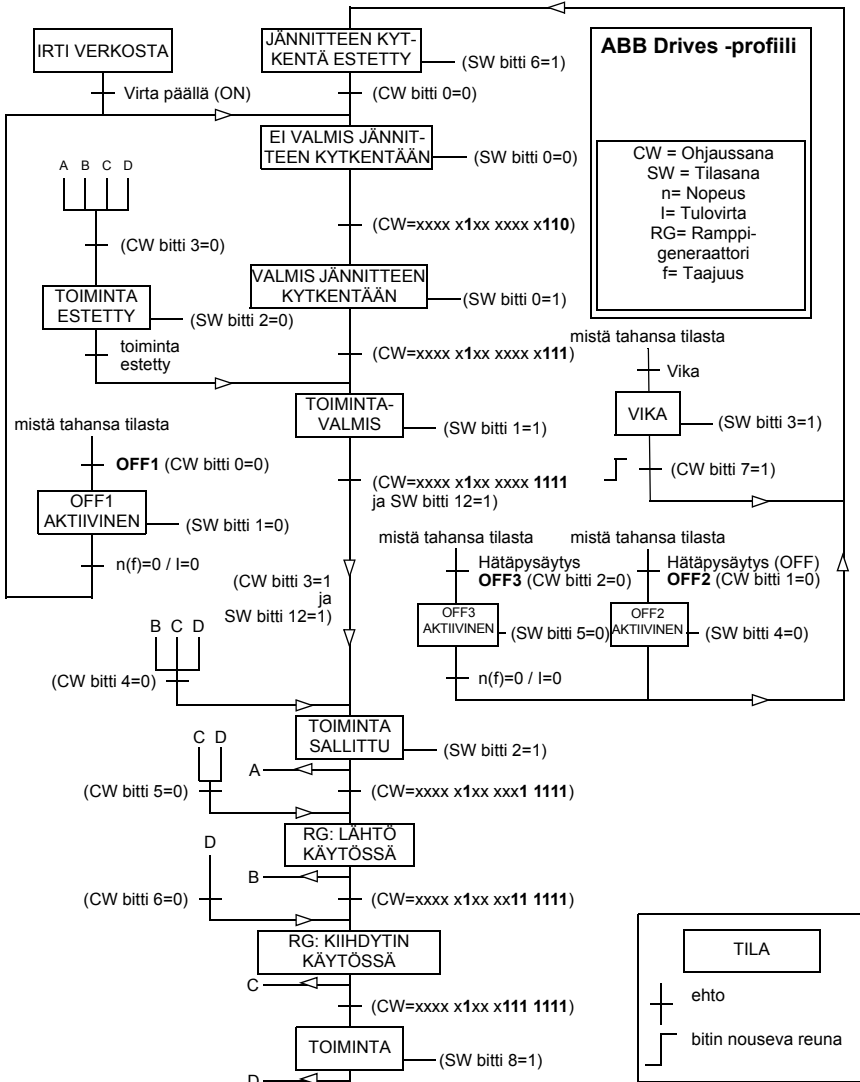 JÄNNITTEEN KYT-
KENTÄ ESTETTY
IRTI VERKOSTA
(SW bitti 6=1)
ABB Drives -profiili
Virta päällä (ON)
(CW bitti 0=0)
EI VALMIS JÄNNIT-
TEEN KYTKENTÄÄN
(SW bitti 0=0)
CW = Ohjaussana
SW = Tilasana
n= Nopeus
I= Tulovirta
RG= Ramppi-
generaattori
f= Taajuus
A B C D
(CW=xxxx x1xx xxxx x110)
(CW bitti 3=0)
VALMIS JÄNNITTEEN
KYTKENTÄÄN
(SW bitti 0=1)
TOIMINTA
ESTETTY
(SW bitti 2=0)
toiminta
estetty
(CW=xxxx x1xx xxxx x111)
mistä tahansa tilasta
Vika
VIKA
(SW bitti 3=1)
(CW bitti 7=1)
TOIMINTA-
VALMIS
(SW bitti 1=1)
mistä tahansa tilasta
OFF1 (CW bitti 0=0)
OFF1
AKTIIVINEN
(SW bitti 1=0)
n(f)=0 / I=0
(CW=xxxx x1xx xxxx 1111
ja SW bitti 12=1)
(CW bitti 3=1
ja
SW bitti 12=1)
mistä tahansa tilasta
Hätäpysäytys
OFF3 (CW bitti 2=0)
OFF3
AKTIIVINEN
(SW bitti 5=0)
n(f)=0 / I=0
mistä tahansa tilasta
Hätäpysäytys (OFF)
OFF2 (CW bitti 1=0)
OFF2
AKTIIVINEN
(SW bitti 4=0)
B C D
(CW bitti 4=0)
TOIMINTA
SALLITTU
(SW bitti 2=1)
C D
A
(CW bitti 5=0)
(CW=xxxx x1xx xxx1 1111)
RG: LÄHTÖ
KÄYTÖSSÄ
D
B
(CW bitti 6=0)
(CW=xxxx x1xx xx11 1111)
RG: KIIHDYTIN
KÄYTÖSSÄ
C
(CW=xxxx x1xx x111 1111)
TOIMINTA
(SW bitti 8=1)
D
TILA
ehto
bitin nouseva reuna